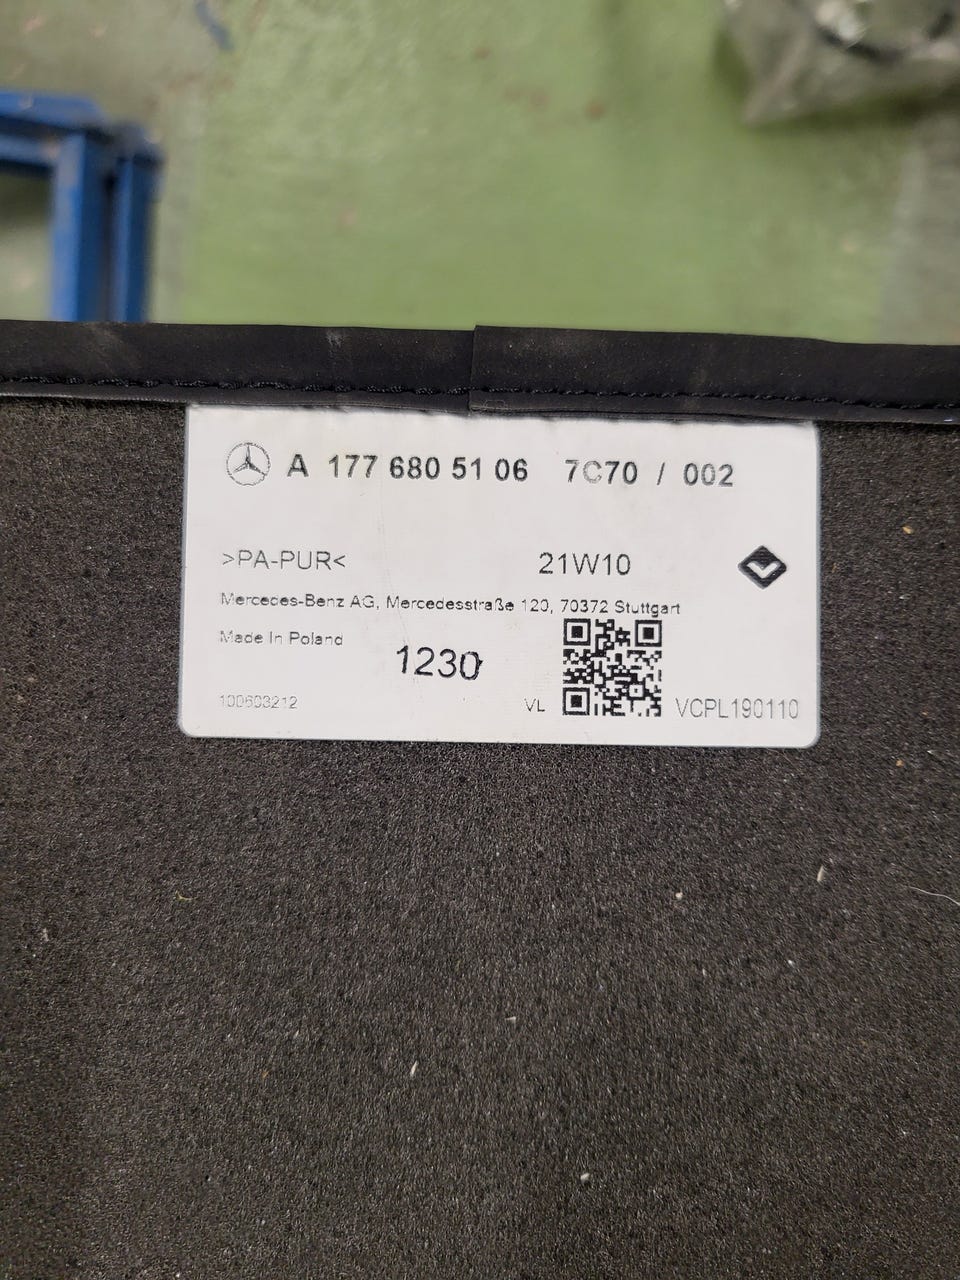 A 177 680 51 06 7C70 / 002
>PA-PUR< 21W10
Mercedes-Benz AG, Mercedesstraße 120, 70372 Stuttgart
Made In Poland
1230
100603212 VL VCPL190110